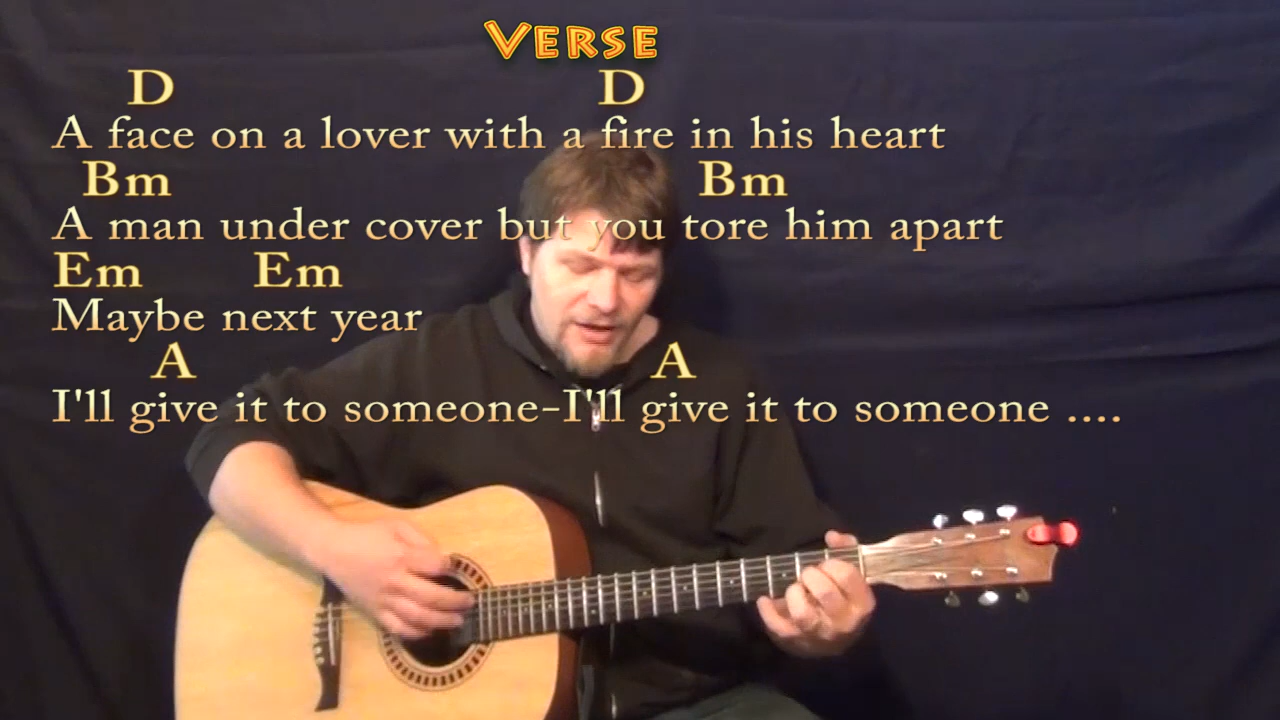 VERSE
D D
A face on a lover with a fire in his heart
Bm Bm
A man under cover but you tore him apart
Em Em
Maybe next year
A A
I'll give it to someone-I'll give it to someone ....